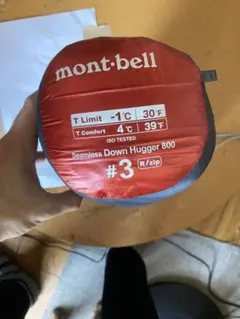 mont-bell
T Limit -1℃ 30°F
T Comfort 4℃ 39°F
ISO TESTED
Seamless Down Hugger 800
#3 R/zip